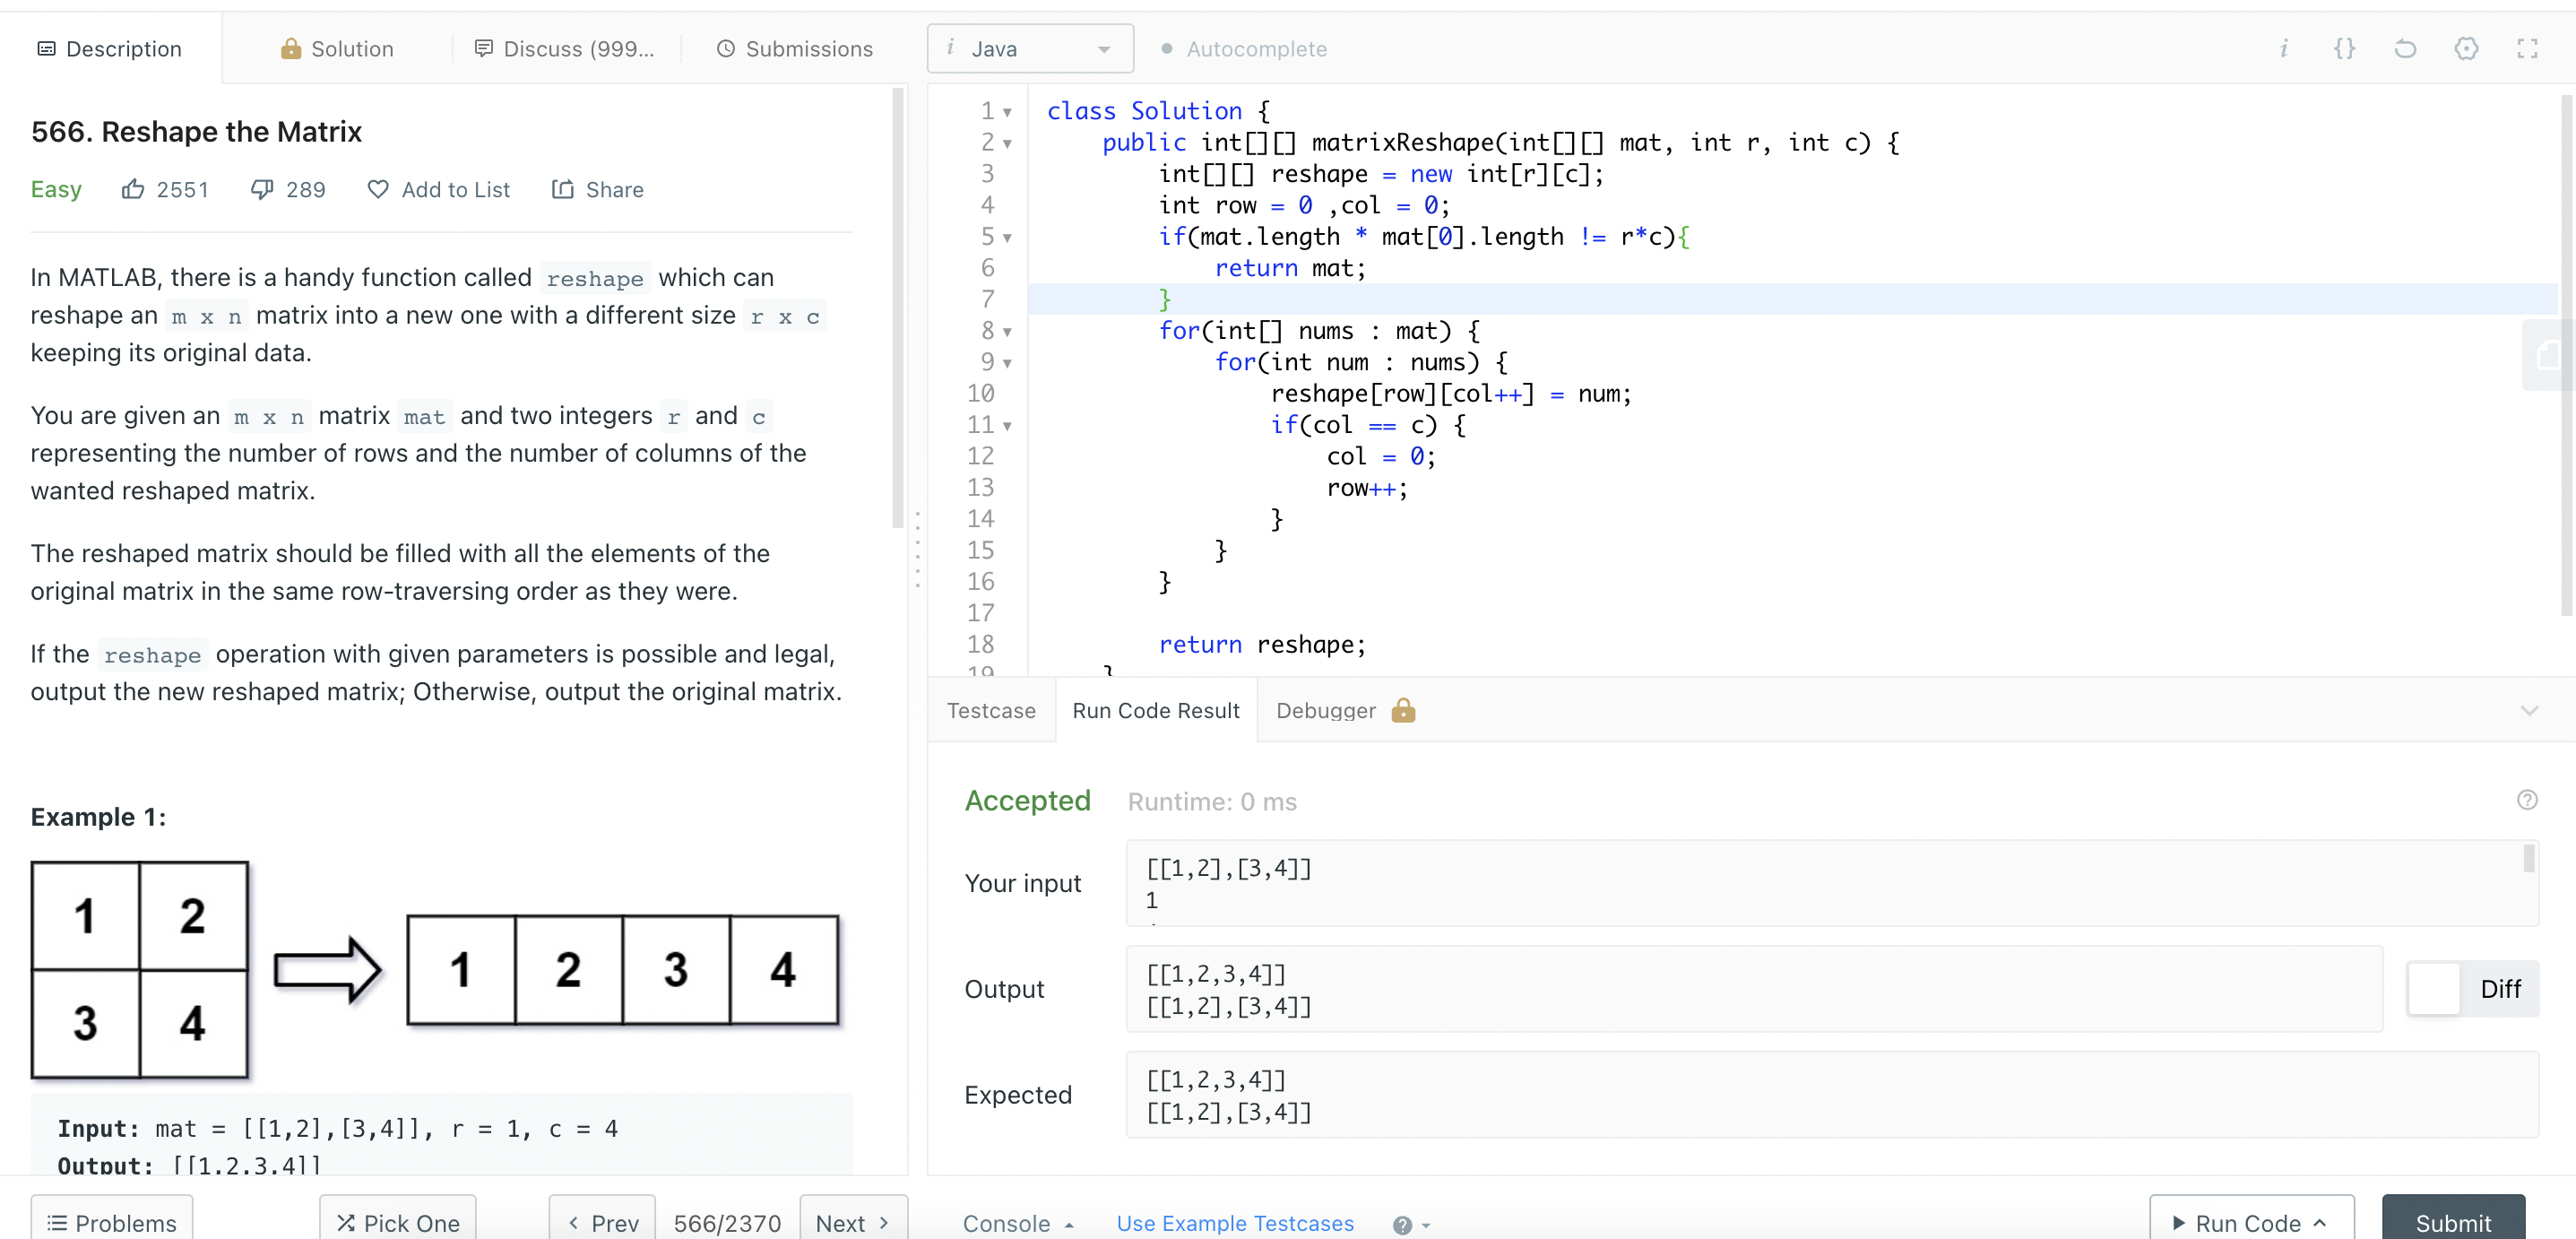 Description
Solution
Discuss (999...
Submissions
i Java
Autocomplete
i {}
566. Reshape the Matrix
Easy 2551 289 Add to List Share
In MATLAB, there is a handy function called reshape which can
reshape an m x n matrix into a new one with a different size r x c
keeping its original data.
You are given an m x n matrix mat and two integers r and c
representing the number of rows and the number of columns of the
wanted reshaped matrix.
The reshaped matrix should be filled with all the elements of the
original matrix in the same row-traversing order as they were.
If the reshape operation with given parameters is possible and legal,
output the new reshaped matrix; Otherwise, output the original matrix.
Example 1:
1 2
3 4
1 2 3 4
Input: mat = [[1,2],[3,4]], r = 1, c = 4
Output: [[1,2,3,4]]
Problems
Pick One
Prev
566/2370
Next
1 class Solution {
2 public int[][] matrixReshape(int[][] mat, int r, int c) {
3 int[][] reshape = new int[r][c];
4 int row = 0 ,col = 0;
5 if(mat.length * mat[0].length != r*c){
6 return mat;
7 }
8 for(int[] nums : mat) {
9 for(int num : nums) {
10 reshape[row][col++] = num;
11 if(col == c) {
12 col = 0;
13 row++;
14 }
15 }
16 }
17
18 return reshape;
19 }
Testcase
Run Code Result
Debugger
Accepted Runtime: 0 ms
?
Your input
[[1,2],[3,4]]
1
Output
[[1,2,3,4]]
[[1,2],[3,4]]
Diff
Expected
[[1,2,3,4]]
[[1,2],[3,4]]
Console
Use Example Testcases
?
Run Code
Submit